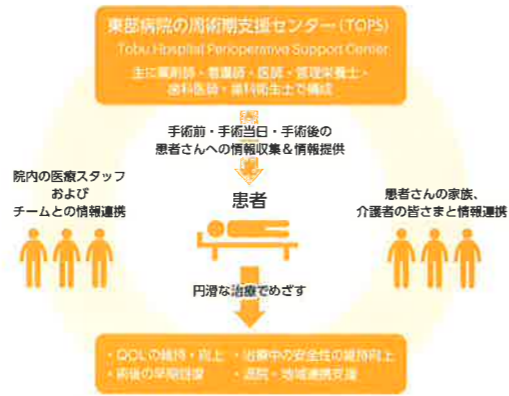 東部病院の周術期支援センター(TOPS)
Tobu Hospital Perioperative Support Center
主に薬剤師・看護師・医師・管理栄養士・
歯科医師・歯科衛生士で構成
手術前・手術当日・手術後の
患者さんへの情報収集&情報提供
院内の医療スタッフ
および
チームとの情報連携
患者
患者さんの家族、
介護者の皆さまと情報連携
円滑な治療でめざす
・QOLの維持・向上 ・治療中の安全性の維持向上
・術後の早期回復 ・退院・地域連携支援